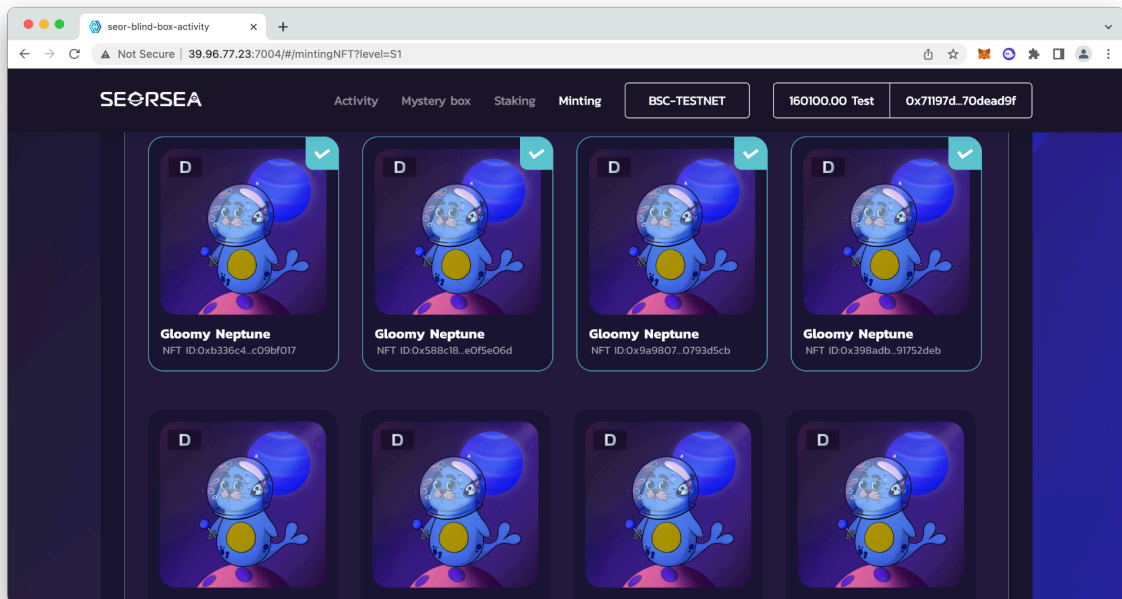 seor-blind-box-activity
Not Secure | 39.96.77.23:7004/#/mintingNFT?level=S1
SEORSEA Activity Mystery box Staking Minting BSC-TESTNET 160100.00 Test 0x71197d...70dead9f
D D D D
Gloomy Neptune Gloomy Neptune Gloomy Neptune Gloomy Neptune
NFT ID:0xb336c4...c09bf017 NFT ID:0x588c18...e0f5e06d NFT ID:0x9a9807...0793d5cb NFT ID:0x398adb...91752deb
D D D D